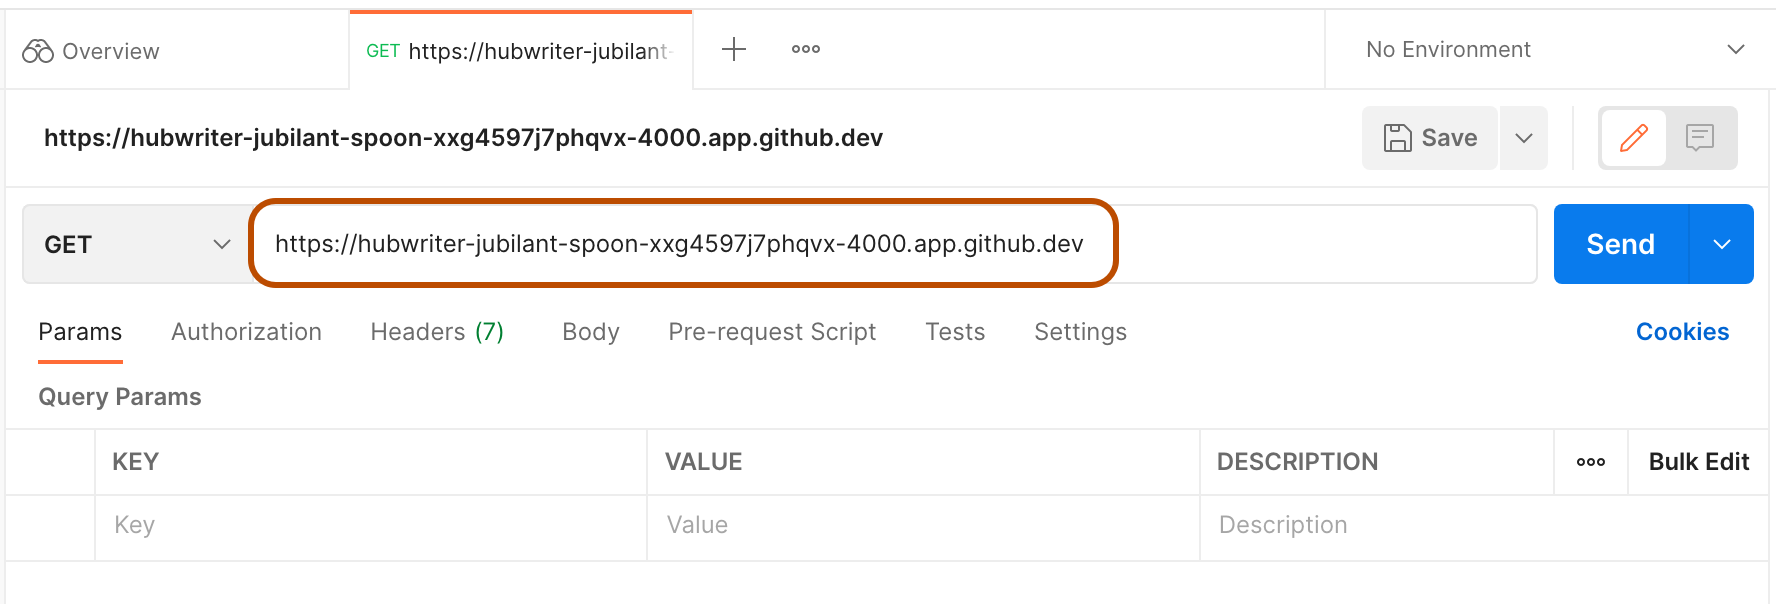 Overview
GET https://hubwriter-jubilant-
No Environment
https://hubwriter-jubilant-spoon-xxg4597j7phqvx-4000.app.github.dev
Save
GET
https://hubwriter-jubilant-spoon-xxg4597j7phqvx-4000.app.github.dev
Send
Params Authorization Headers (7) Body Pre-request Script Tests Settings Cookies
Query Params
KEY VALUE DESCRIPTION Bulk Edit
Key Value Description